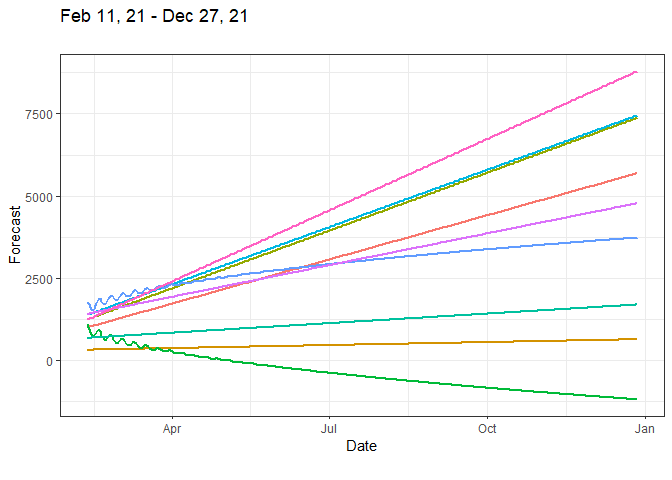 Feb 11, 21 - Dec 27, 21
Forecast
7500
5000
2500
0
Apr
Jul
Oct
Jan
Date